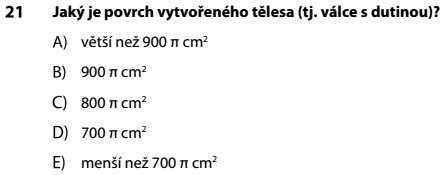 21 Jaký je povrch vytvořeného tělesa (tj. válce s dutinou)?
A) větší než 900 π cm²
B) 900 π cm²
C) 800 π cm²
D) 700 π cm²
E) menší než 700 π cm²